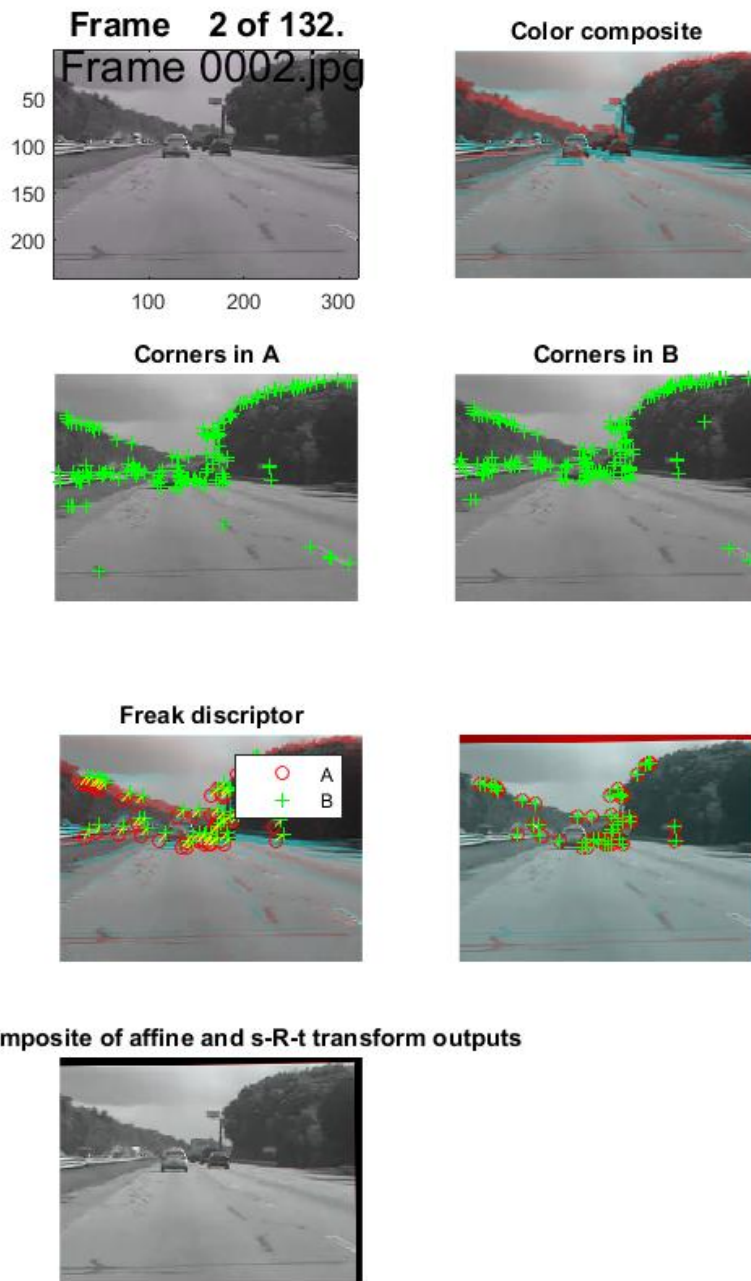 Frame    2 of 132.
Frame 0002.jpg
50
100
150
200
100
200
300
Color composite
Corners in A
Corners in B
Freak discriptor
A
B
mposite of affine and s-R-t transform outputs